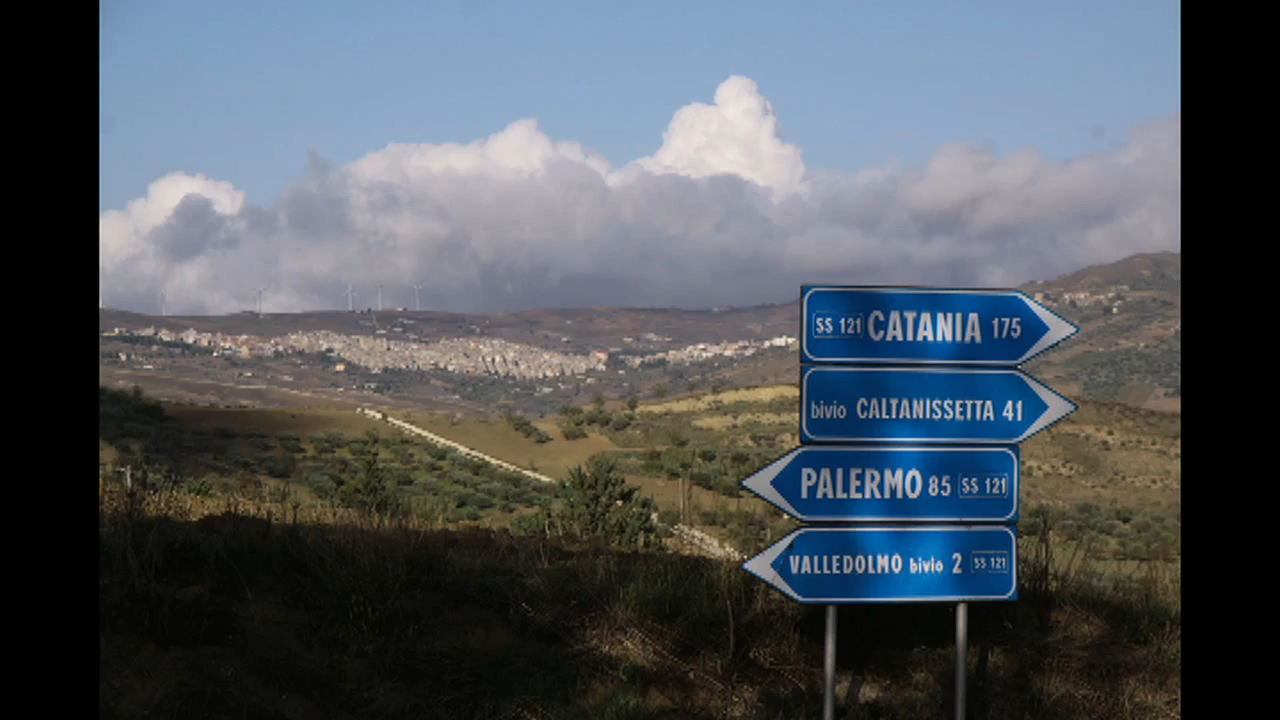 SS 121 CATANIA 175
bivio CALTANISSETTA 41
PALERMO 85 SS 121
VALLEDOLMO bivio 2 SS 121